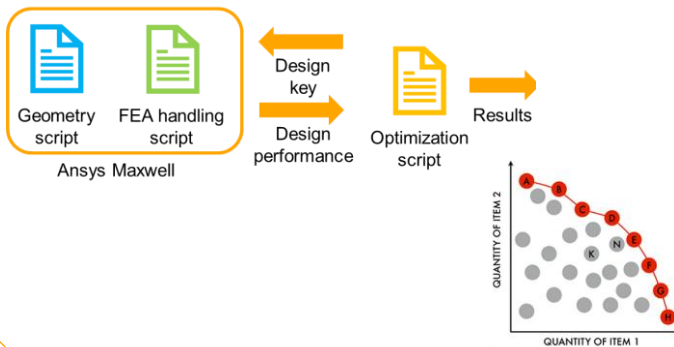 Geometry
script
FEA handling
script
Ansys Maxwell
Design
key
Design
performance
Optimization
script
Results
QUANTITY OF ITEM 2
A
B
C
D
N
E
K
F
G
H
QUANTITY OF ITEM 1